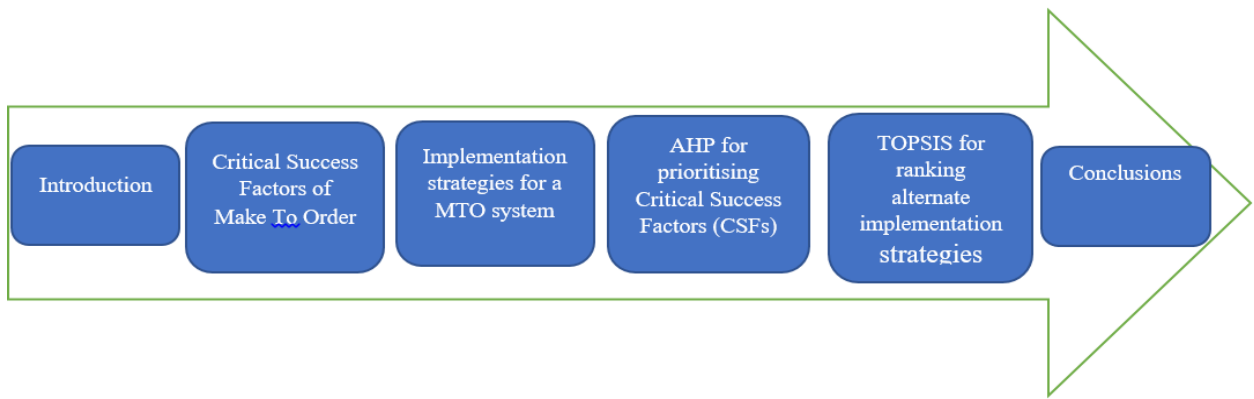 Introduction
Critical Success
Factors of
Make To Order
Implementation
strategies for a
MTO system
AHP for
prioritising
Critical Success
Factors (CSFs)
TOPSIS for
ranking
alternate
implementation
strategies
Conclusions